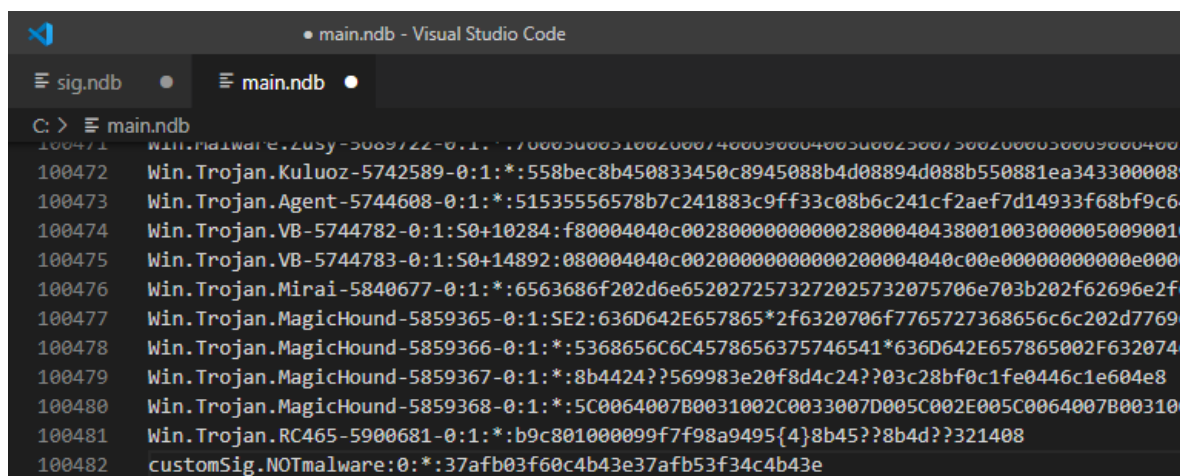 main.ndb - Visual Studio Code
sig.ndb
main.ndb
C: > main.ndb
100471
100472 Win.Trojan.Kuluoz-5742589-0:1:*:558bec8b450833450c8945088b4d08894d088b550881ea34330000
100473 Win.Trojan.Agent-5744608-0:1:*:51535556578b7c241883c9ff33c08b6c241cf2aef7d14933f68bf9c6
100474 Win.Trojan.VB-5744782-0:1:S0+10284:
100475 Win.Trojan.VB-5744783-0:1:S0+14892:
100476 Win.Trojan.Mirai-5840677-0:1:*:6563686f202d6e6520272573272025732075706e703b202f62696e2f
100477 Win.Trojan.MagicHound-5859365-0:1:SE2:636D642E657865*2f6320706f7765727368656c6c202d7769
100478 Win.Trojan.MagicHound-5859366-0:1:*:5368656C6C4578656375746541*636D642E657865002F632074
100479 Win.Trojan.MagicHound-5859367-0:1:*:8b4424??569983e20f8d4c24??03c28bf0c1fe0446c1e604e8
100480 Win.Trojan.MagicHound-5859368-0:1:*:5C0064007B0031002C0033007D005C002E005C0064007B00310
100481 Win.Trojan.RC465-5900681-0:1:*:b9c801000099f7f98a9495{4}8b45??8b4d??321408
100482 customSig.NOTmalware:0:*:37afb03f60c4b43e37afb53f34c4b43e